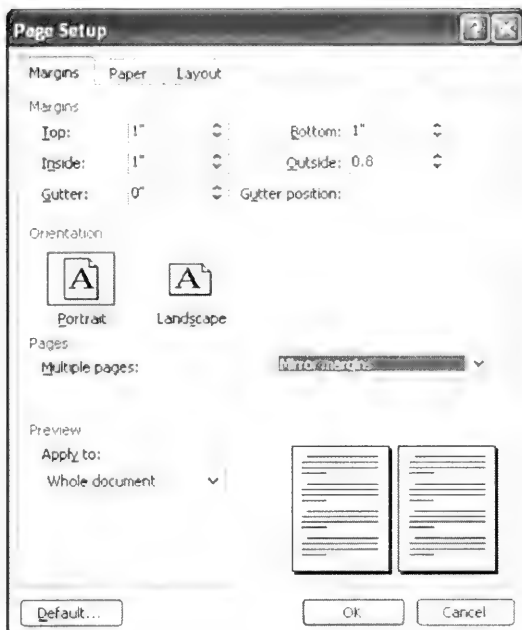 Page Setup
Margins Paper Layout
Margins
Top: 1" Bottom: 1"
Inside: 1" Outside: 0.8
Gutter: 0" Gutter position:
Orientation
A A
Portrait Landscape
Pages
Multiple pages: Mirror margins
Preview
Apply to:
Whole document
Default... OK Cancel